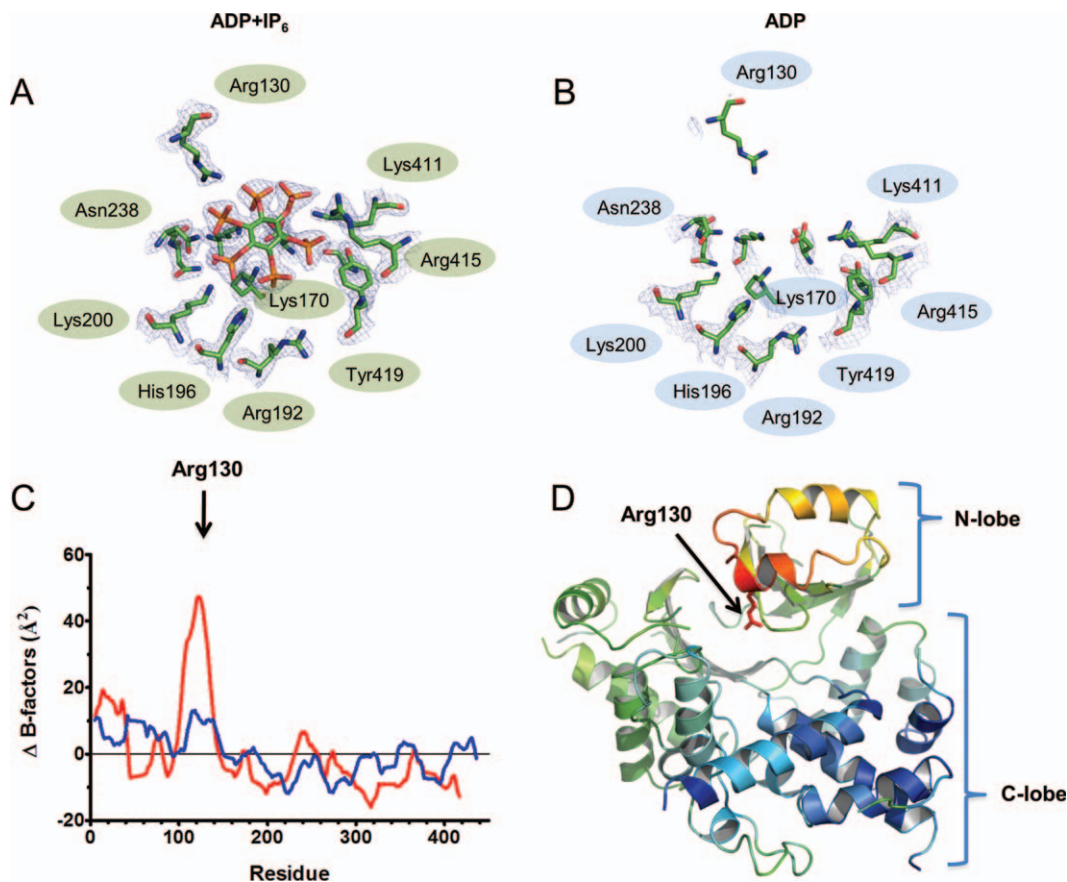 ADP+IP6
ADP
A
Arg130
Lys411
Asn238
Arg415
Lys170
Lys200
Tyr419
His196
Arg192
B
Arg130
Lys411
Asn238
Lys170
Arg415
Lys200
Tyr419
His196
Arg192
C
Arg130
60
40
20
0
-20
Δ B-factors (Å²)
0 100 200 300 400
Residue
D
Arg130
N-lobe
C-lobe